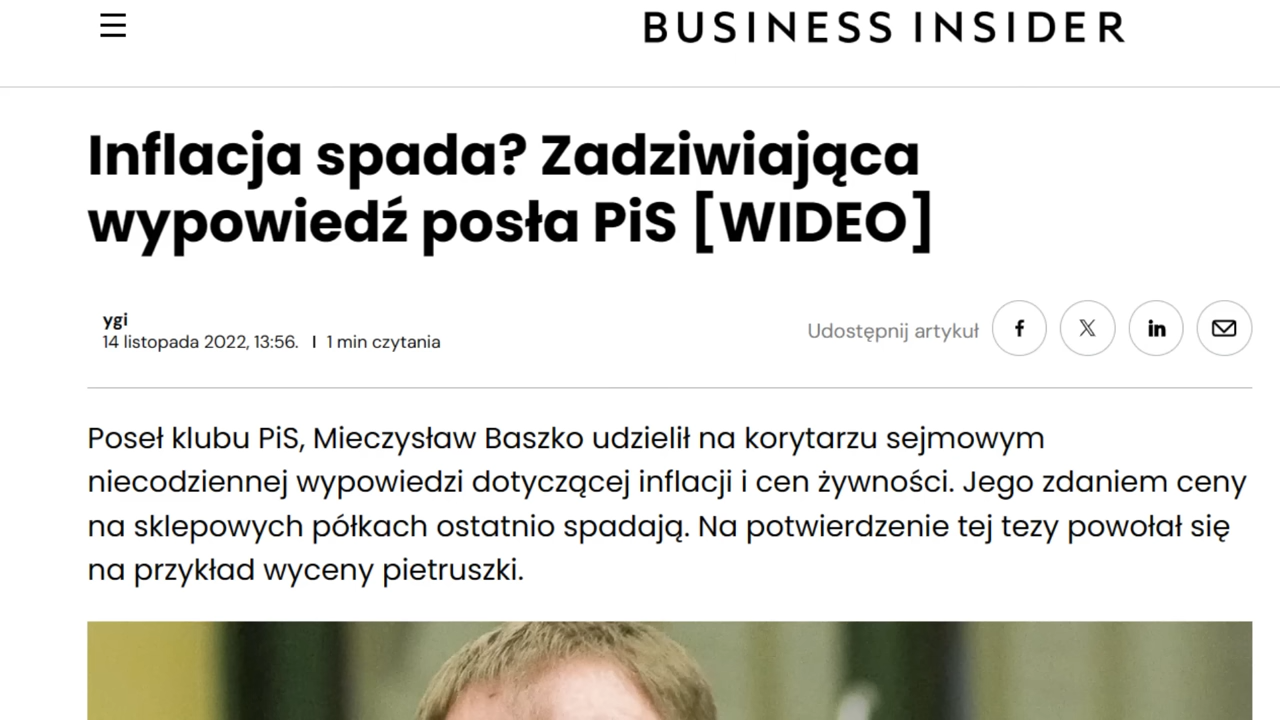 BUSINESS INSIDER
Inflacja spada? Zadziwiająca
wypowiedź posła PiS [WIDEO]
ygi
14 listopada 2022, 13:56. I 1 min czytania
Udostępnij artykuł
Poseł klubu PiS, Mieczysław Baszko udzielił na korytarzu sejmowym
niecodziennej wypowiedzi dotyczącej inflacji i cen żywności. Jego zdaniem ceny
na sklepowych półkach ostatnio spadają. Na potwierdzenie tej tezy powołał się
na przykład wyceny pietruszki.